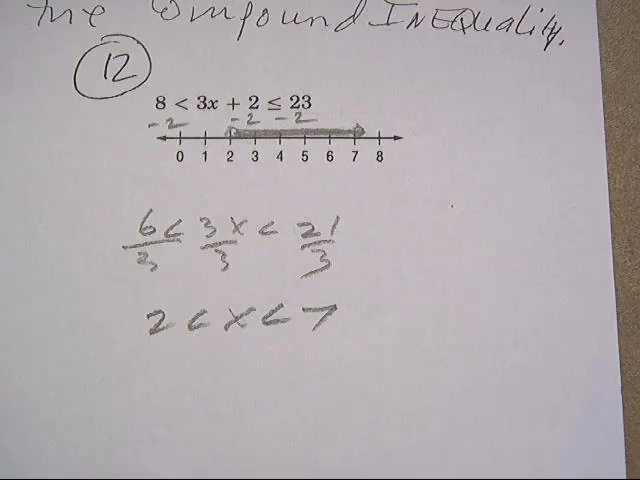 the Compound INEQuality.
12
8 < 3x + 2 ≤ 23
-2 -2 -2
0 1 2 3 4 5 6 7 8
6 < 3x < 21
3 3 3
2 < x < 7